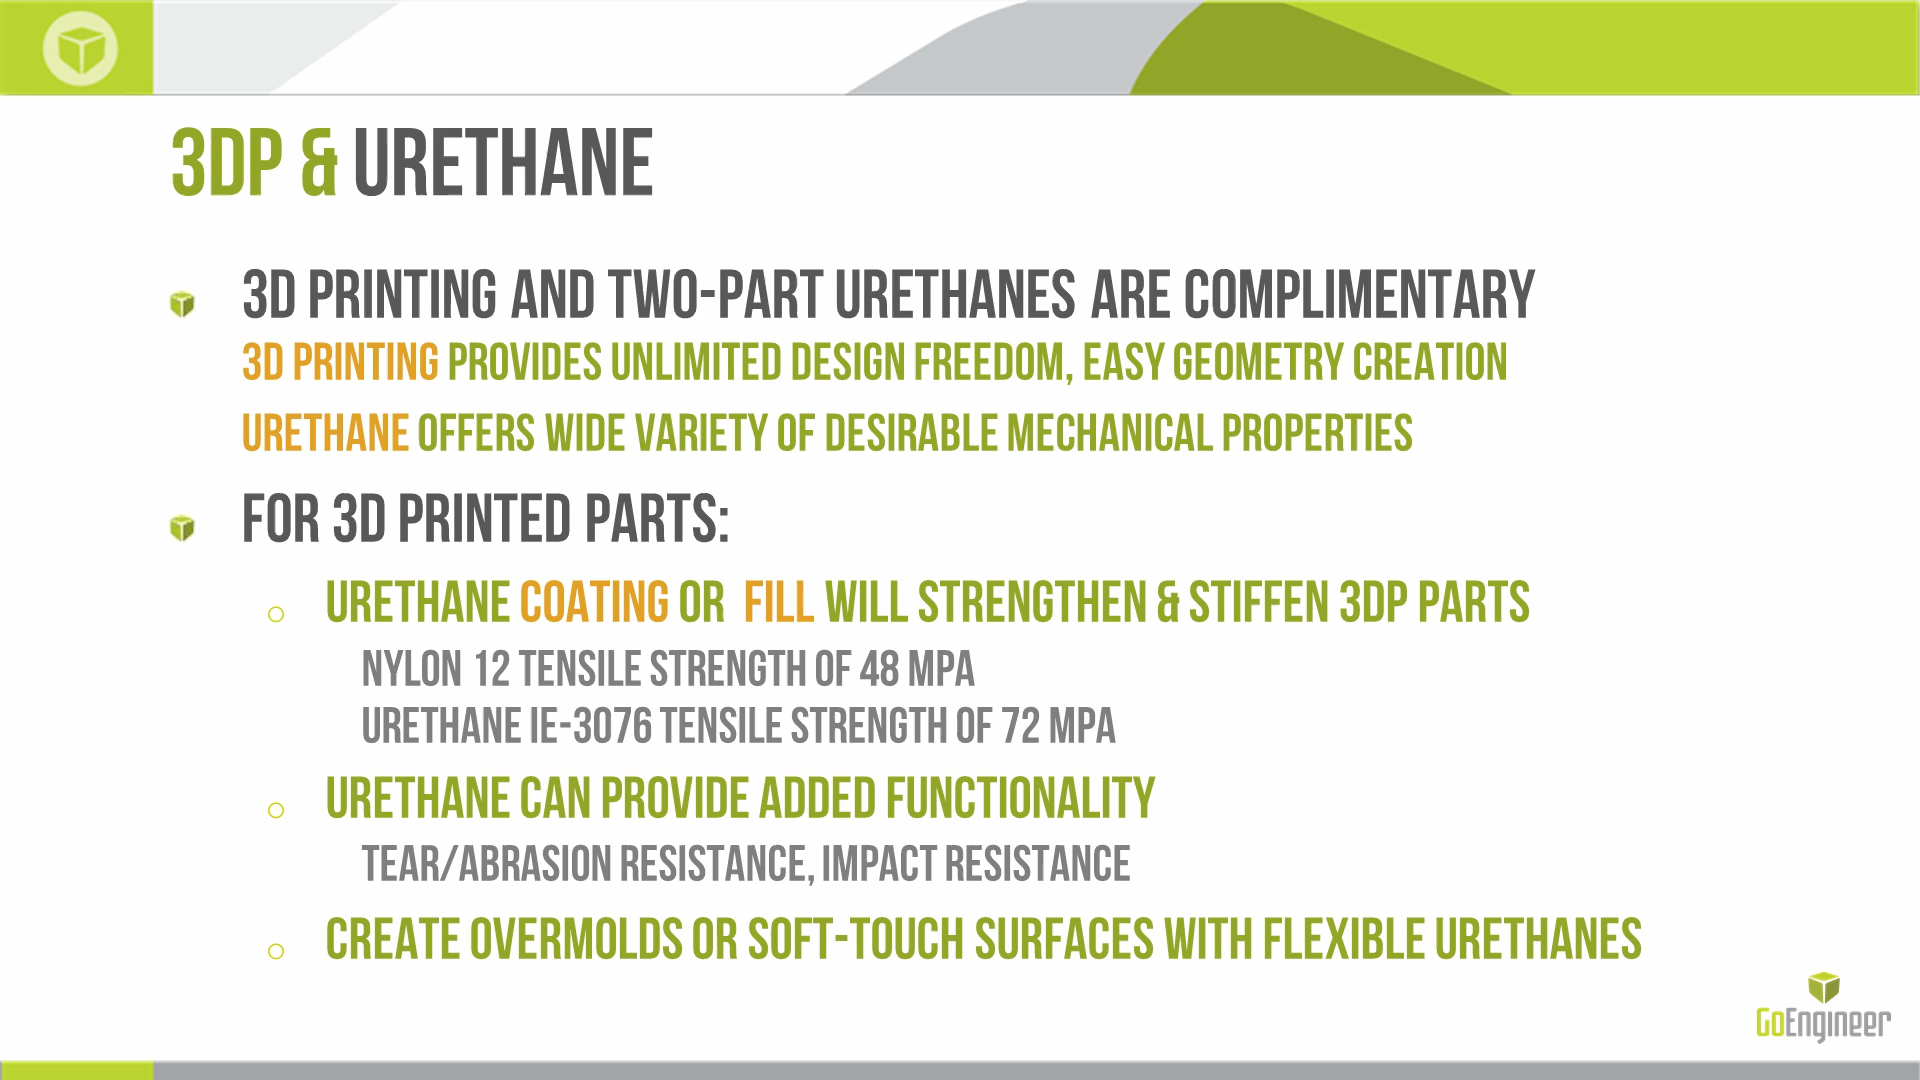 3DP & URETHANE
3D PRINTING AND TWO-PART URETHANES ARE COMPLIMENTARY
3D PRINTING PROVIDES UNLIMITED DESIGN FREEDOM, EASY GEOMETRY CREATION
URETHANE OFFERS WIDE VARIETY OF DESIRABLE MECHANICAL PROPERTIES
FOR 3D PRINTED PARTS:
URETHANE COATING OR FILL WILL STRENGTHEN & STIFFEN 3DP PARTS
NYLON 12 TENSILE STRENGTH OF 48 MPA
URETHANE IE-3076 TENSILE STRENGTH OF 72 MPA
URETHANE CAN PROVIDE ADDED FUNCTIONALITY
TEAR/ABRASION RESISTANCE, IMPACT RESISTANCE
CREATE OVERMOLDS OR SOFT-TOUCH SURFACES WITH FLEXIBLE URETHANES
GoEngineer